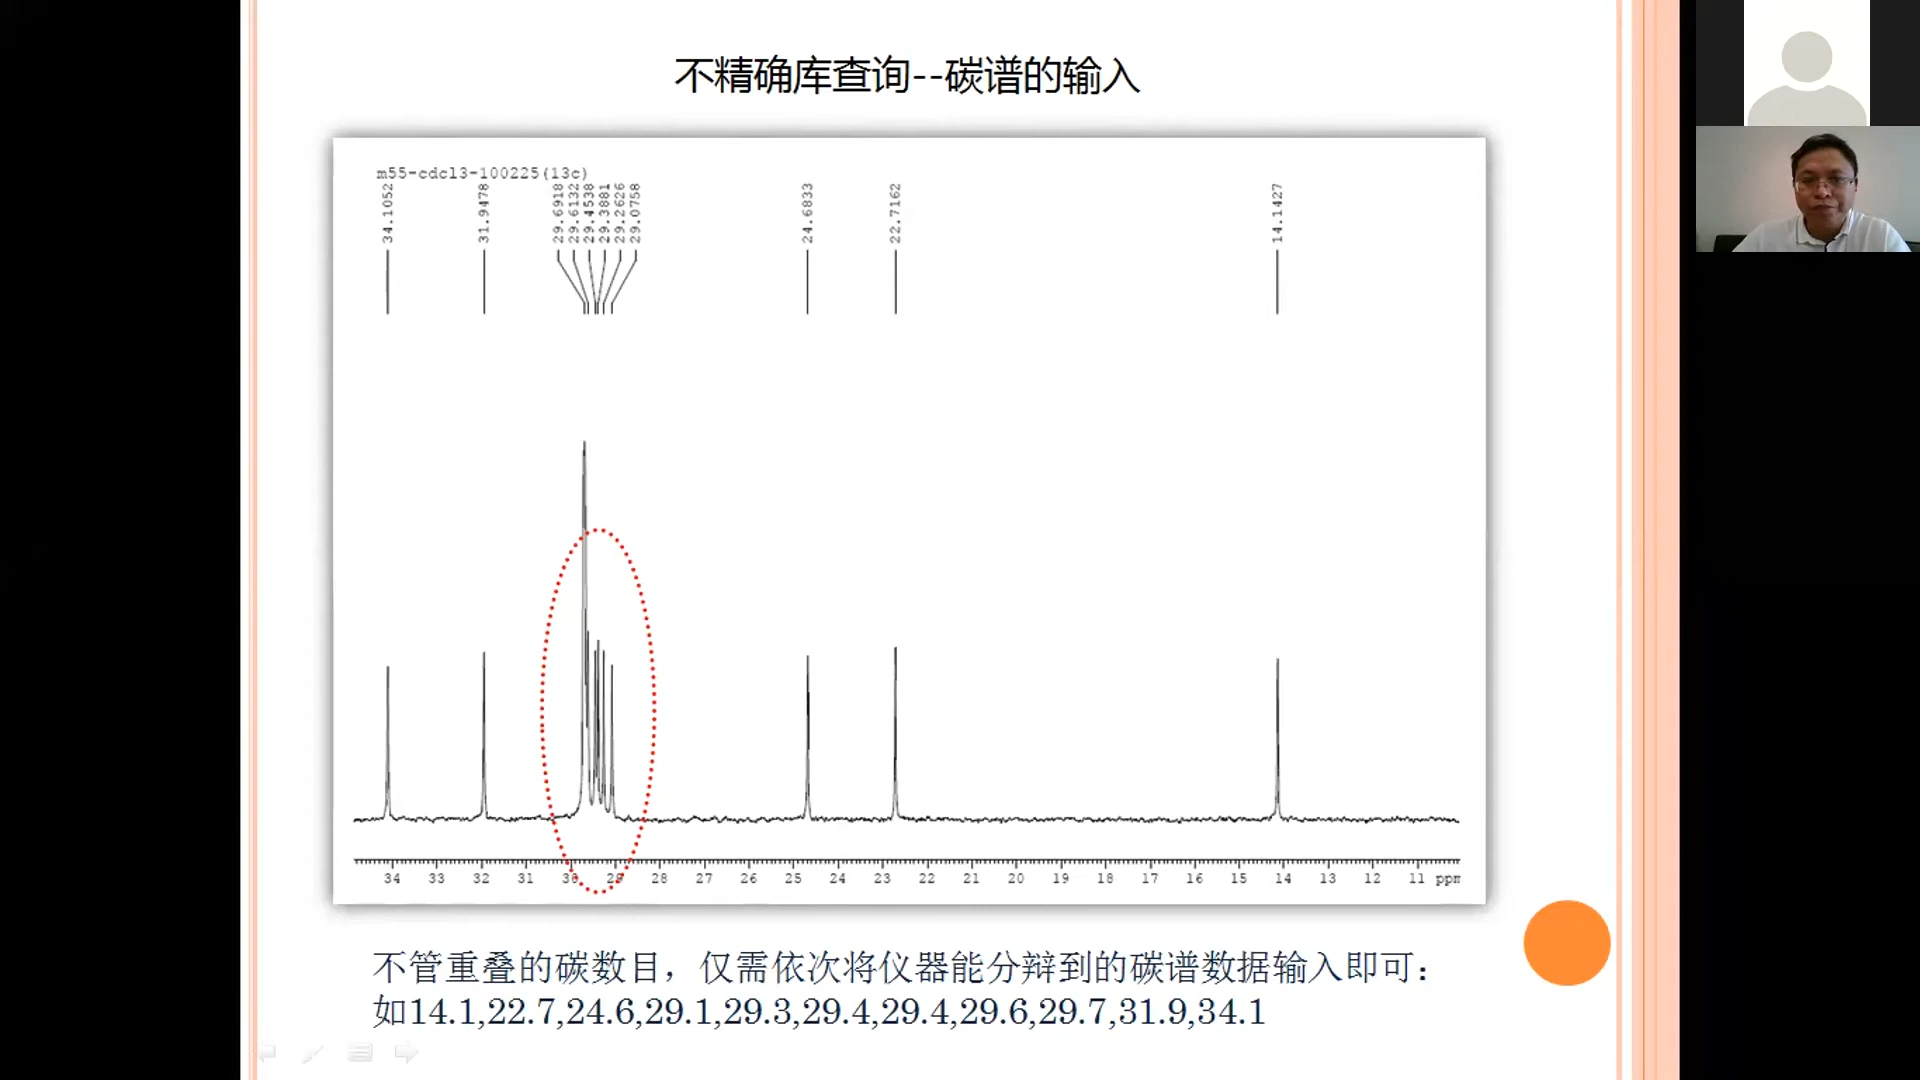 不精确库查询--碳谱的输入
m55-cdcl3-100225(13c)
34.1052
31.9478
29.6918
29.6132
29.4538
29.3881
29.2626
29.0758
24.6833
22.7162
14.1427
34 33 32 31 30 29 28 27 26 25 24 23 22 21 20 19 18 17 16 15 14 13 12 11 ppm
不管重叠的碳数目，仅需依次将仪器能分辩到的碳谱数据输入即可：
如14.1,22.7,24.6,29.1,29.3,29.4,29.4,29.6,29.7,31.9,34.1